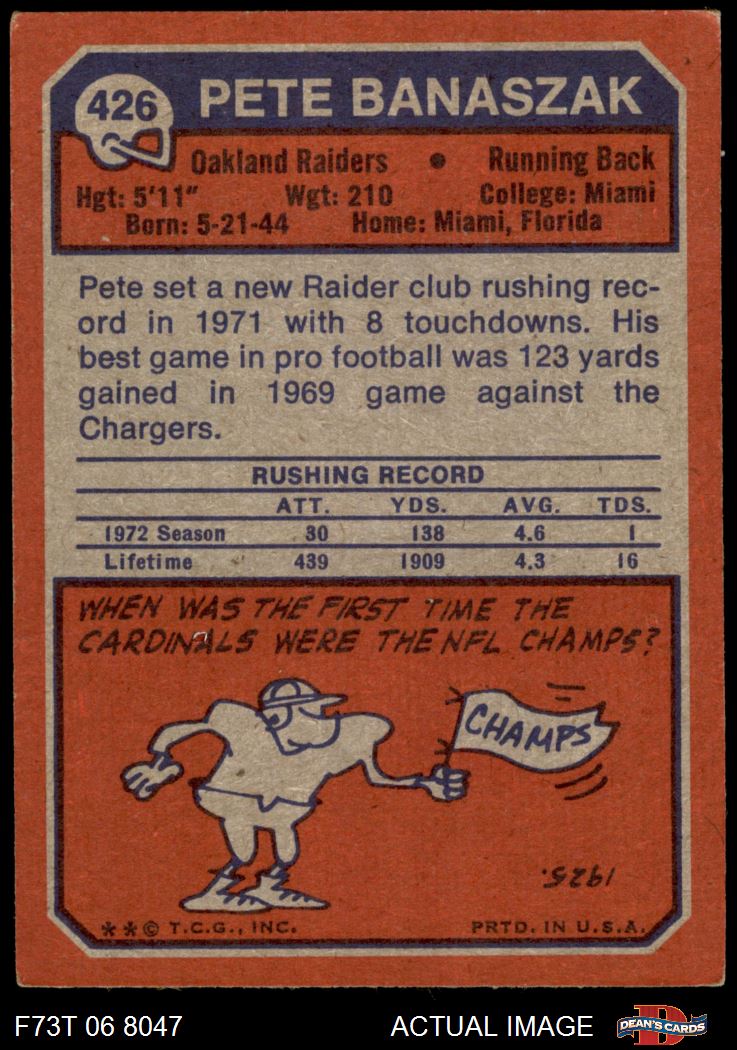 426 PETE BANASZAK
Oakland Raiders • Running Back
Hgt: 5'11" Wgt: 210 College: Miami
Born: 5-21-44 Home: Miami, Florida
Pete set a new Raider club rushing rec-
ord in 1971 with 8 touchdowns. His
best game in pro football was 123 yards
gained in 1969 game against the
Chargers.
RUSHING RECORD
ATT. YDS. AVG. TDS.
1972 Season 30 138 4.6 1
Lifetime 439 1909 4.3 16
WHEN WAS THE FIRST TIME THE
CARDINALS WERE THE NFL CHAMPS?
CHAMPS
1925.
**© T.C.G., INC. PRTD. IN U.S.A.
F73T 06 8047 ACTUAL IMAGE D DEAN'S CARDS